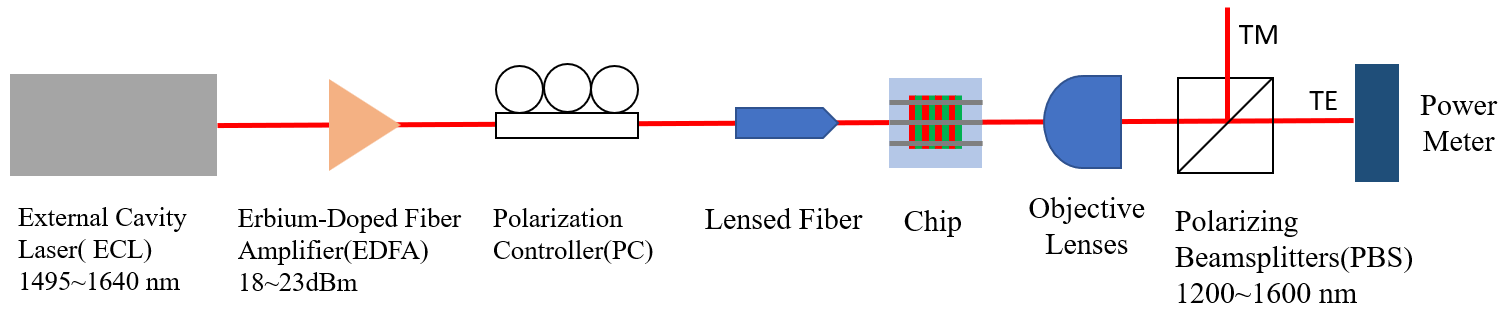 TM
TE
Power
Meter
External Cavity
Laser( ECL)
1495~1640 nm
Erbium-Doped Fiber
Amplifier(EDFA)
18~23dBm
Polarization
Controller(PC)
Lensed Fiber
Chip
Objective
Lenses
Polarizing
Beamsplitters(PBS)
1200~1600 nm